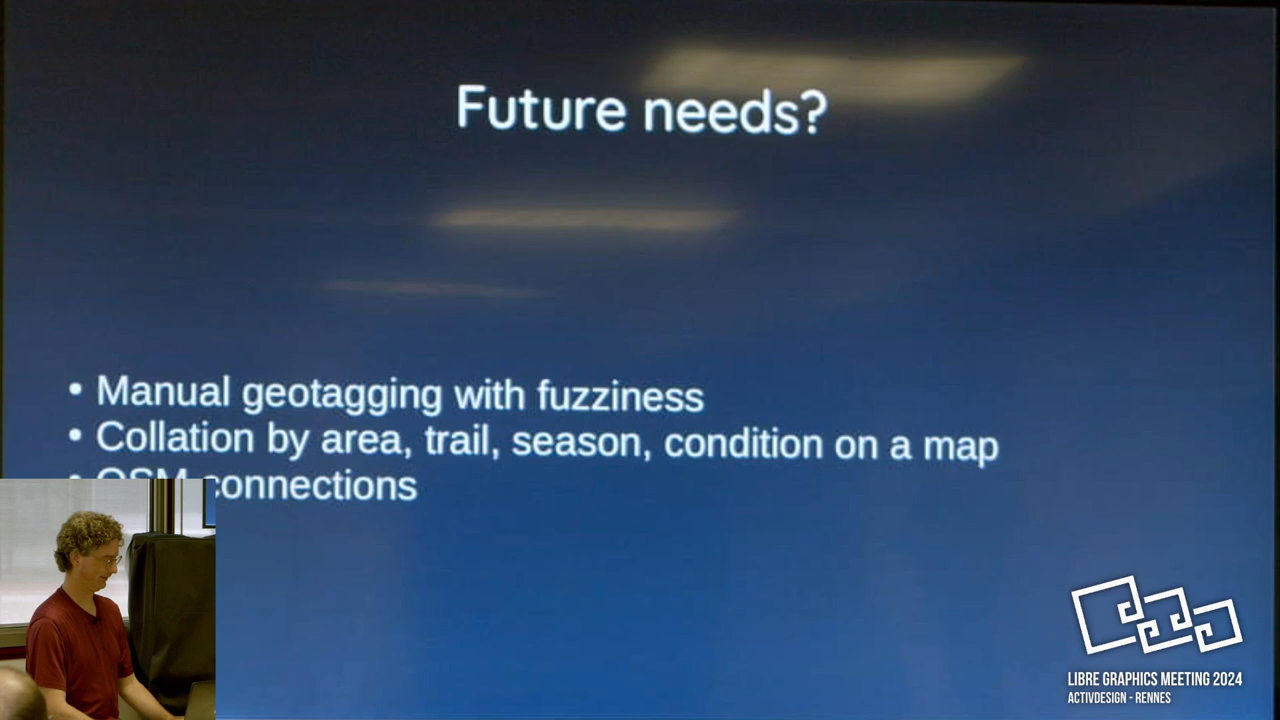 Future needs?
• Manual geotagging with fuzziness
• Collation by area, trail, season, condition on a map
• OSM connections
LIBRE GRAPHICS MEETING 2024
ACTIVDESIGN - RENNES